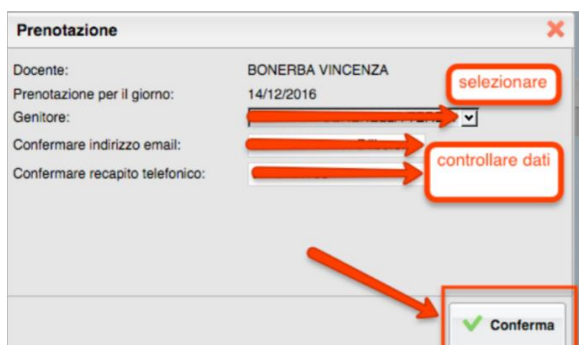 Prenotazione
Docente: BONERBA VINCENZA
selezionare
Prenotazione per il giorno: 14/12/2016
Genitore:
Confermare indirizzo email:
controllare dati
Confermare recapito telefonico:
Conferma